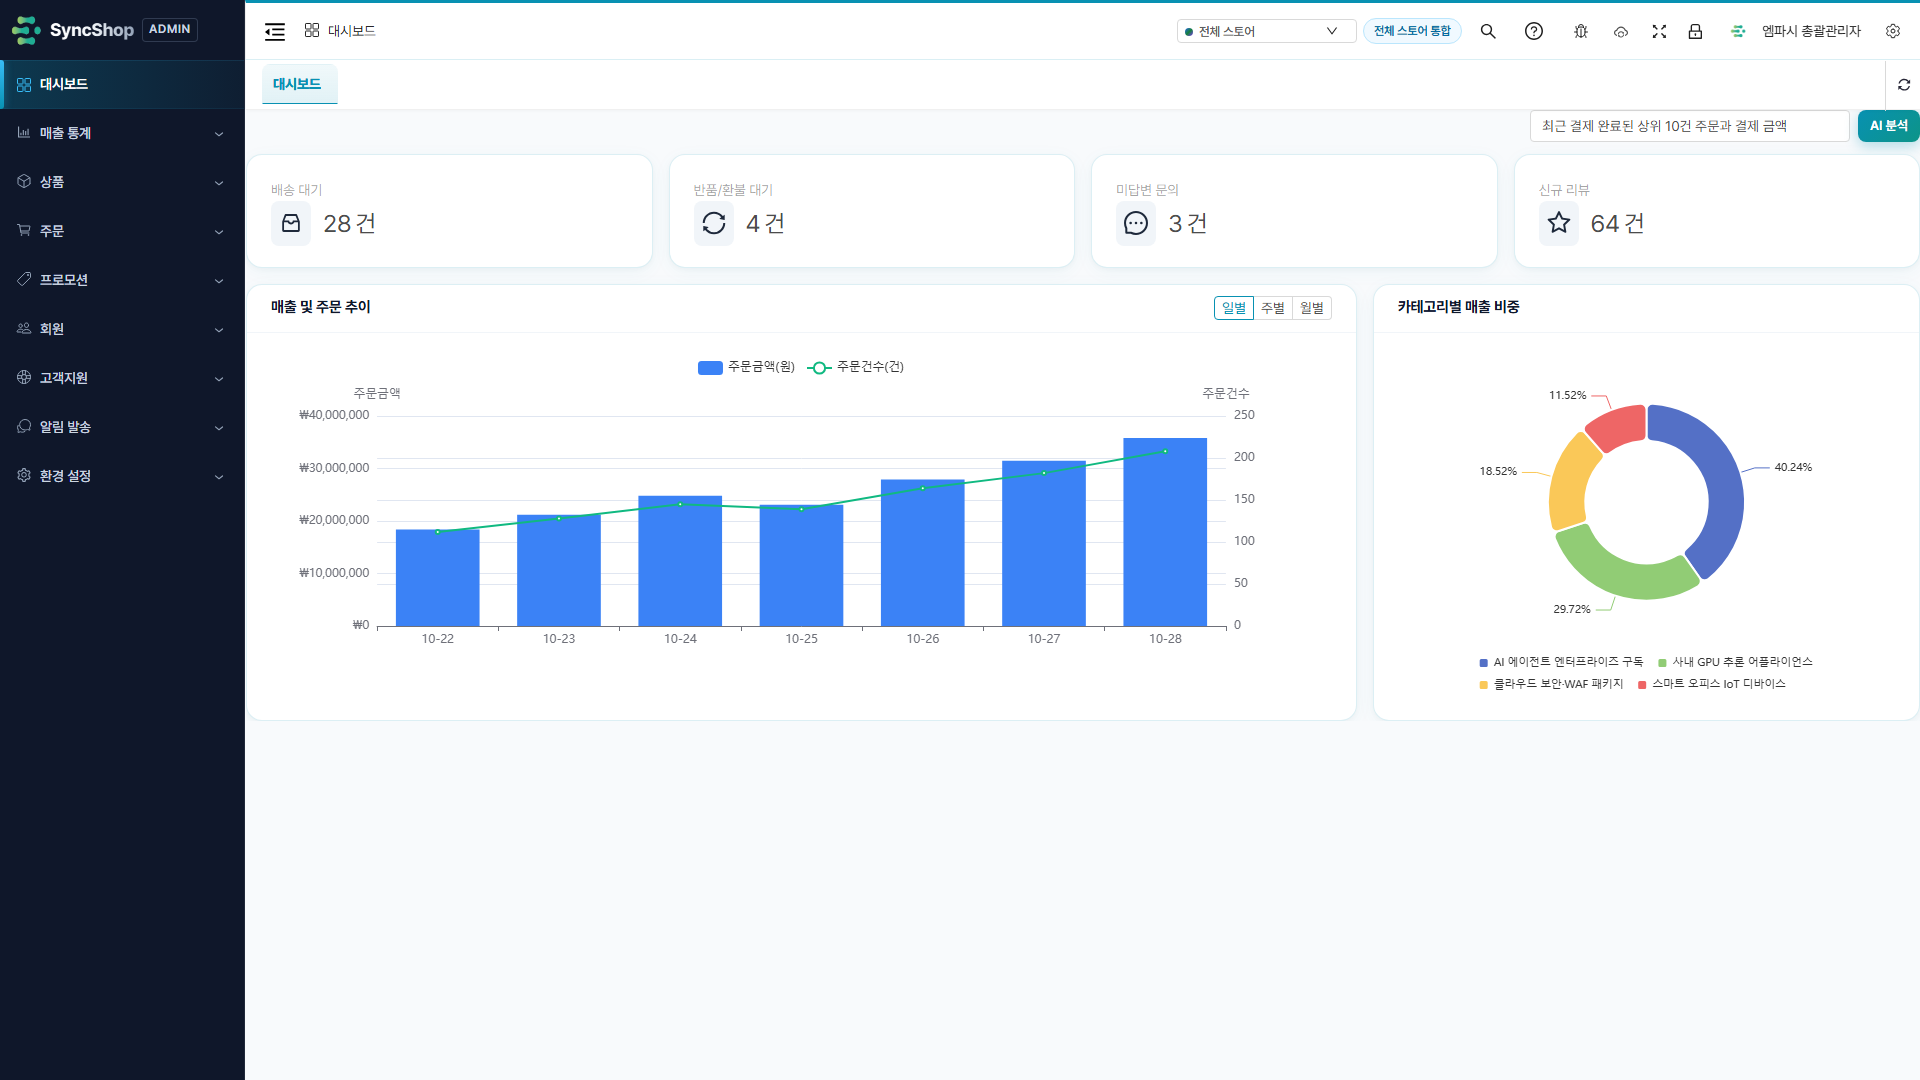 SyncShop ADMIN
대시보드
매출 통계
상품
주문
프로모션
회원
고객지원
알림 발송
환경 설정
대시보드
전체 스토어
전체 스토어 통합
엠파시 총괄관리자
대시보드
최근 결제 완료된 상위 10건 주문과 결제 금액
AI 분석
배송 대기
28 건
반품/환불 대기
4 건
미답변 문의
3 건
신규 리뷰
64 건
매출 및 주문 추이
일별 주별 월별
주문금액(원) 주문건수(건)
주문금액 주문건수
₩40,000,000
₩30,000,000
₩20,000,000
₩10,000,000
₩0
250
200
150
100
50
0
10-22 10-23 10-24 10-25 10-26 10-27 10-28
카테고리별 매출 비중
11.52%
40.24%
18.52%
29.72%
AI 에이전트 엔터프라이즈 구독 사내 GPU 추론 어플라이언스
클라우드 보안·WAF 패키지 스마트 오피스 IoT 디바이스